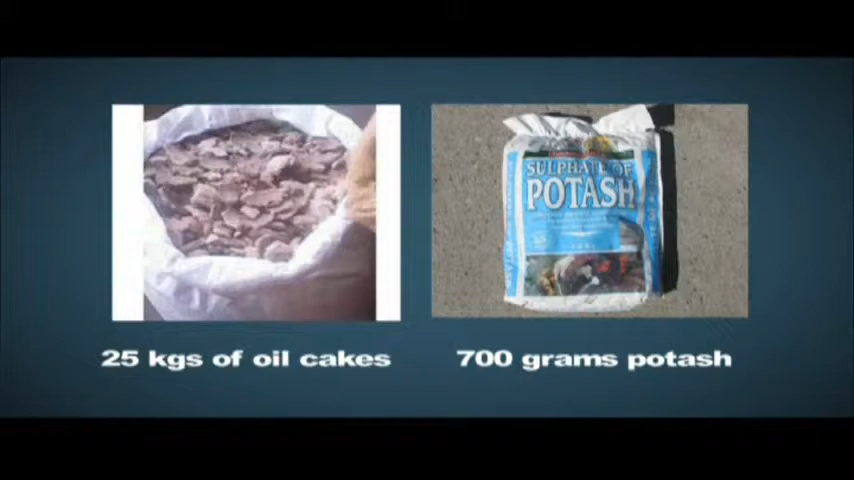 SULPHATE OF
POTASH
25 kgs of oil cakes
700 grams potash